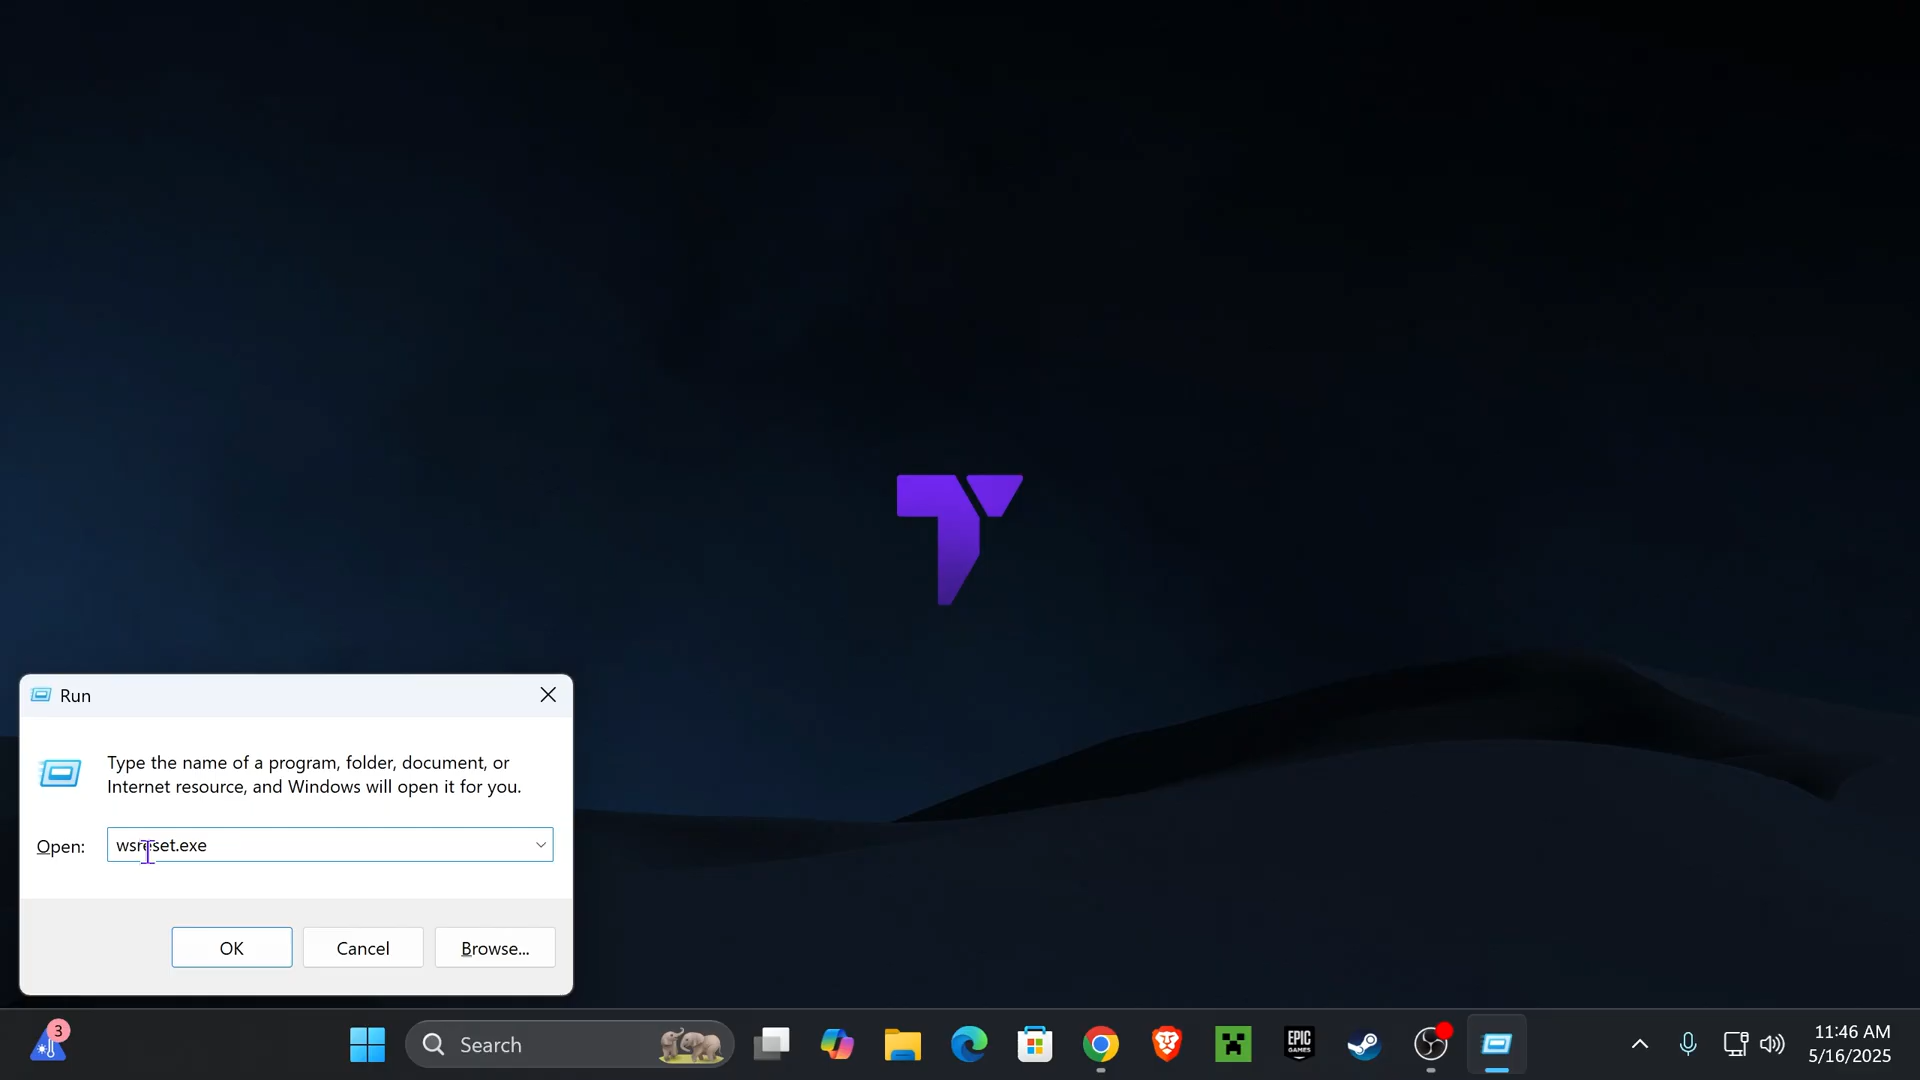 Run
Type the name of a program, folder, document, or
Internet resource, and Windows will open it for you.
Open:
wsreset.exe
OK
Cancel
Browse...
3
Search
EPIC
GAMES
11:46 AM
5/16/2025